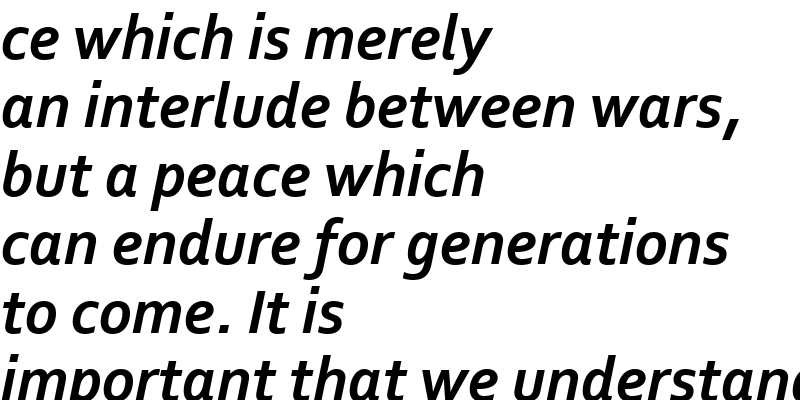 ce which is merely
an interlude between wars,
but a peace which
can endure for generations
to come. It is
important that we understand